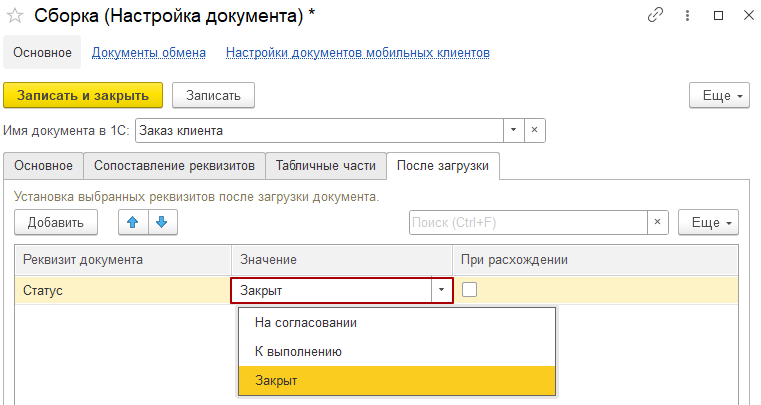 Сборка (Настройка документа) *
Основное Документы обмена Настройки документов мобильных клиентов
Записать и закрыть Записать Еще
Имя документа в 1С: Заказ клиента
Основное Сопоставление реквизитов Табличные части После загрузки
Установка выбранных реквизитов после загрузки документа.
Добавить Поиск (Ctrl+F) × Еще
Реквизит документа Значение При расхождении
Статус Закрыт
На согласовании
К выполнению
Закрыт